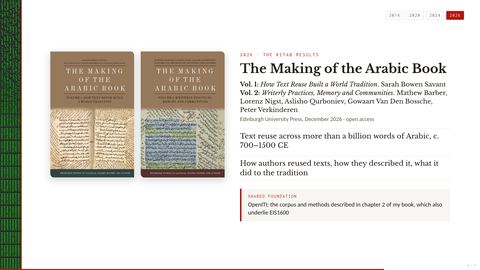 2016 2020 2024 2026
THE MAKING
OF THE
ARABIC BOOK
THE MAKING
OF THE
ARABIC BOOK
2026 · THE KITAB RESULTS
The Making of the Arabic Book
Vol. 1: How Text Reuse Built a World Tradition. Sarah Bowen Savant
Vol. 2: Writerly Practices, Memory and Communities. Mathew Barber,
Lorenz Nigst, Aslisho Qurboniev, Gowaart Van Den Bossche,
Peter Verkinderen
Edinburgh University Press, December 2026 · open access
Text reuse across more than a billion words of Arabic, c.
700–1500 CE
How authors reused texts, how they described it, what it
did to the tradition
SHARED FOUNDATION
OpenITI: the corpus and methods described in chapter 2 of my book, which also
underlie EIS1600